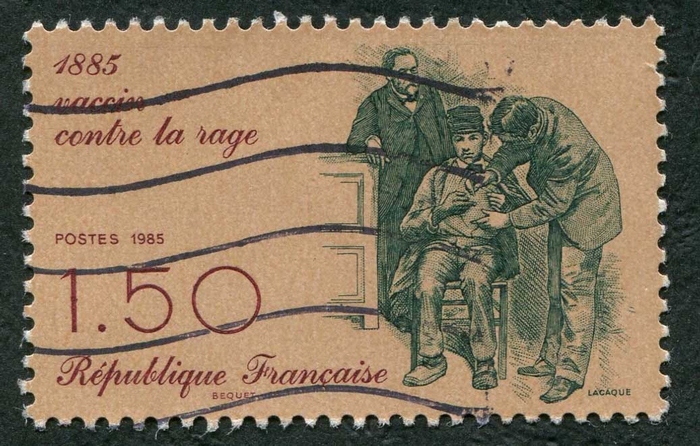 1885
vaccin
contre la rage
POSTES 1985
1.50
République Française
BEQUET
LACAQUE